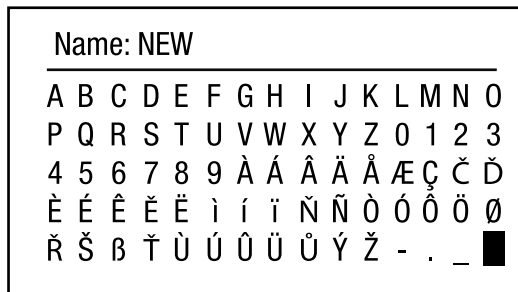 Name: NEW
A B C D E F G H I J K L M N O
P Q R S T U V W X Y Z 0 1 2 3
4 5 6 7 8 9 À Á Â Ä Å Æ Ç Č Ď
È É Ê Ě Ë ì í ï Ň Ñ Ò Ó Ô Ö Ø
Ř Š ß Ť Ù Ú Û Ü Ů Ý Ž - . _